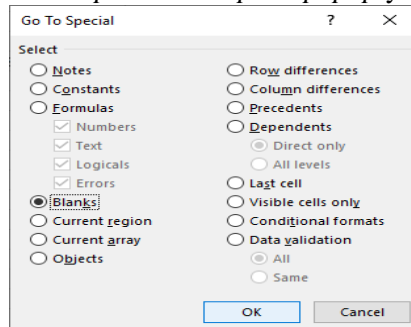 Go To Special ? ×
Select
Notes
Constants
Formulas
Numbers
Text
Logicals
Errors
Blanks
Current region
Current array
Objects
Row differences
Column differences
Precedents
Dependents
Direct only
All levels
Last cell
Visible cells only
Conditional formats
Data validation
All
Same
OK Cancel